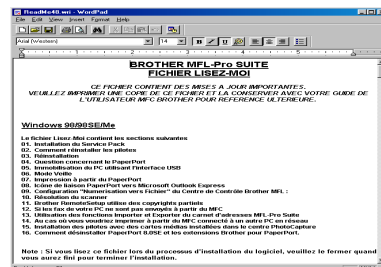 ReadMe48.wri - WordPad
File Edit View Insert Format Help
Arial (Western) 14
BROTHER MFL-Pro SUITE
FICHIER LISEZ-MOI
CE FICHIER CONTIENT DES MISES A JOUR IMPORTANTES.
VEUILLEZ IMPRIMER UNE COPIE DE CE FICHIER ET LA CONSERVER AVEC VOTRE GUIDE DE
L'UTILISATEUR MFC BROTHER POUR REFERENCE ULTERIEURE.
Windows 98/98SE/Me
Le fichier Lisez-Moi contient les sections suivantes
01. Installation du Service Pack
02. Comment réinstaller les pilotes
03. Réinstallation
04. Question concernant le PaperPort
05. Immobilisation du PC utilisant l'interface USB
06. Mode Veille
07. Impression à partir du PaperPort
08. Icône de liaison PaperPort vers Microsoft Outlook Express
09. Configuration "Numerisation vers Fichier" du Centre de Contrôle Brother MFL :
10. Résolution du scanner
11. Brother RemoteSetup utilise des copyrights partiels
12. Si les fax de votre PC ne sont pas envoyés à partir du MFC
13. Utilisation des fonctions Importer et Exporter du carnet d'adresses MFL-Pro Suite
14. Au cas où vous voudriez imprimer à partir du MFC connecté à un autre PC en réseau
15. Installation des pilotes avec des cartes médias installées dans le centre PhotoCapture
16. Comment désinstaller PaperPort 8.0SE et les extensions Brother pour PaperPort.
Note : Si vous lisez ce fichier lors du processus d'installation du logiciel, veuillez le fermer quand
vous aurez fini pour terminer l'installation.